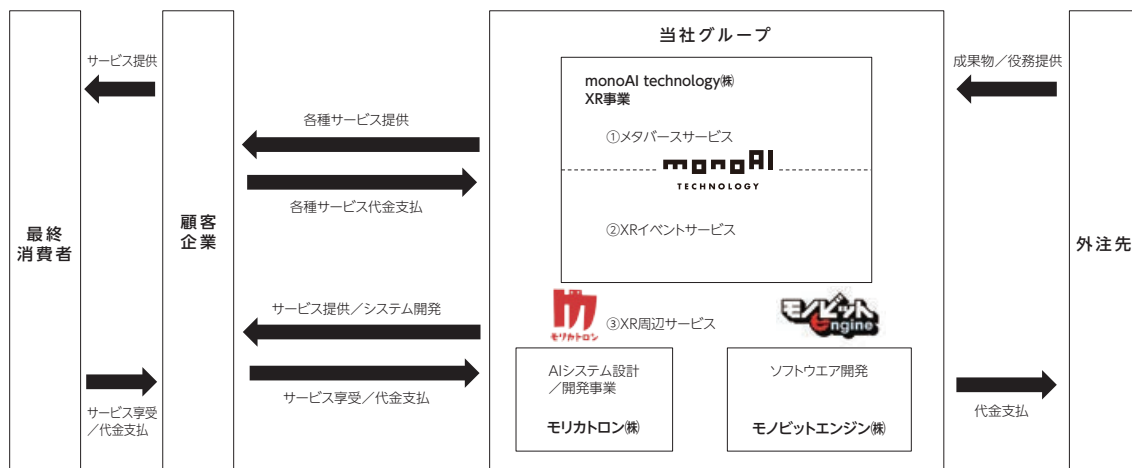 最終
消費者
サービス提供
サービス享受
／代金支払
顧客
企業
各種サービス提供
各種サービス代金支払
サービス提供／システム開発
サービス享受／代金支払
当社グループ
monoAI technology㈱
XR事業
①メタバースサービス
monoAI
TECHNOLOGY
②XRイベントサービス
モリカトロン
③XR周辺サービス
モノビット
Engine
AIシステム設計
／開発事業
モリカトロン㈱
ソフトウエア開発
モノビットエンジン㈱
成果物／役務提供
代金支払
外注先